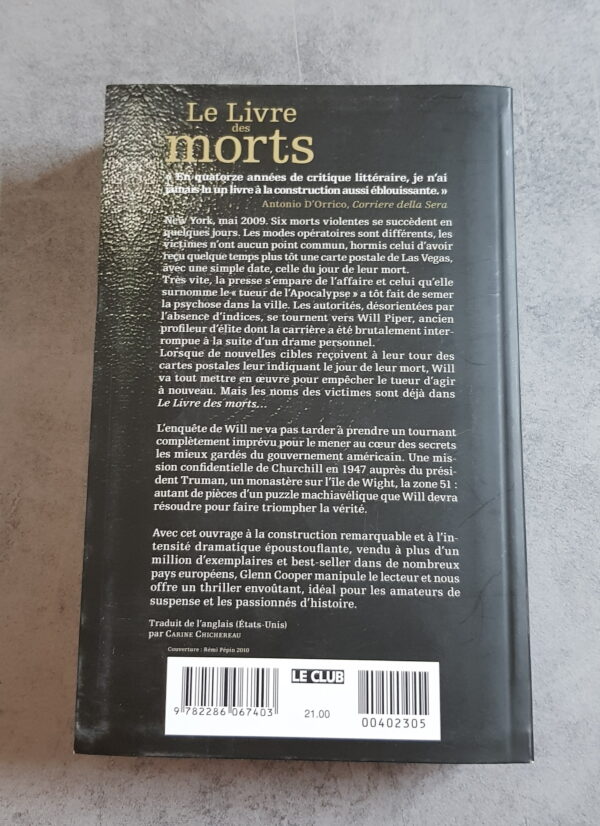 Le Livre
des
morts
« En quatorze années de critique littéraire, je n'ai
jamais lu un livre à la construction aussi éblouissante. »
Antonio D'Orrico, Corriere della Sera
New York, mai 2009. Six morts violentes se succèdent en
quelques jours. Les modes opératoires sont différents, les
victimes n'ont aucun point commun, hormis celui d'avoir
reçu quelque temps plus tôt une carte postale de Las Vegas,
avec une simple date, celle du jour de leur mort.
Très vite, la presse s'empare de l'affaire et celui qu'elle
surnomme le « tueur de l'Apocalypse » a tôt fait de semer
la psychose dans la ville. Les autorités, désorientées par
l'absence d'indices, se tournent vers Will Piper, ancien
profileur d'élite dont la carrière a été brutalement inter-
rompue à la suite d'un drame personnel.
Lorsque de nouvelles cibles reçoivent à leur tour des
cartes postales leur indiquant le jour de leur mort, Will
va tout mettre en œuvre pour empêcher le tueur d'agir
à nouveau. Mais les noms des victimes sont déjà dans
Le Livre des morts...
L'enquête de Will ne va pas tarder à prendre un tournant
complètement imprévu pour le mener au cœur des secrets
les mieux gardés du gouvernement américain. Une mis-
sion confidentielle de Churchill en 1947 auprès du prési-
dent Truman, un monastère sur l'île de Wight, la zone 51 :
autant de pièces d'un puzzle machiavélique que Will devra
résoudre pour faire triompher la vérité.
Avec cet ouvrage à la construction remarquable et à l'in-
tensité dramatique époustouflante, vendu à plus d'un
million d'exemplaires et best-seller dans de nombreux
pays européens, Glenn Cooper manipule le lecteur et nous
offre un thriller envoûtant, idéal pour les amateurs de
suspense et les passionnés d'histoire.
Traduit de l'anglais (États-Unis)
par Carine Chichereau
Couverture : Rémi Pépin 2010
LE CLUB
9 782286 067403
21.00
00402305